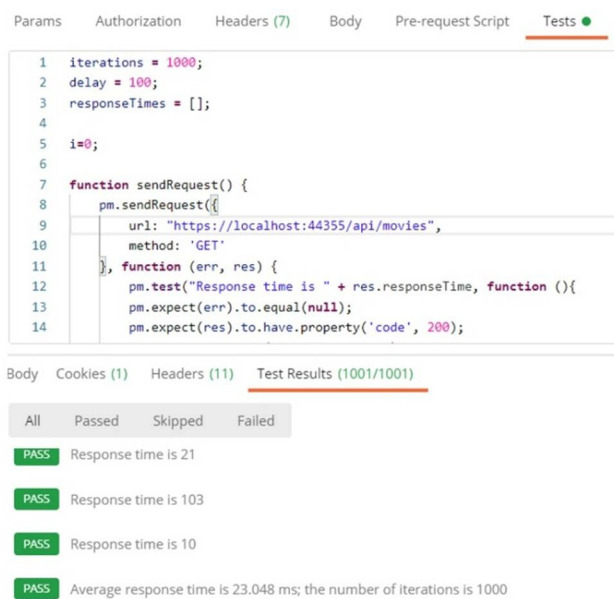 Params Authorization Headers (7) Body Pre-request Script Tests
1 iterations = 1000;
2 delay = 100;
3 responseTimes = [];
4
5 i=0;
6
7 function sendRequest() {
8 pm.sendRequest({
9 url: "https://localhost:44355/api/movies",
10 method: 'GET'
11 }, function (err, res) {
12 pm.test("Response time is " + res.responseTime, function (){
13 pm.expect(err).to.equal(null);
14 pm.expect(res).to.have.property('code', 200);
Body Cookies (1) Headers (11) Test Results (1001/1001)
All Passed Skipped Failed
PASS Response time is 21
PASS Response time is 103
PASS Response time is 10
PASS Average response time is 23.048 ms; the number of iterations is 1000